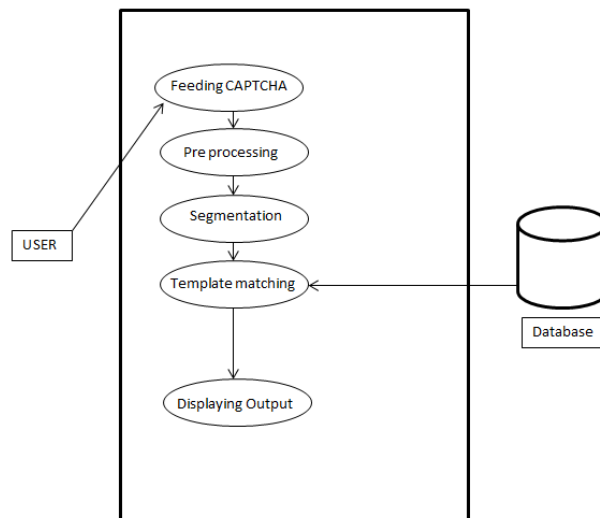 Feeding CAPTCHA
Pre processing
Segmentation
USER
Template matching
Database
Displaying Output